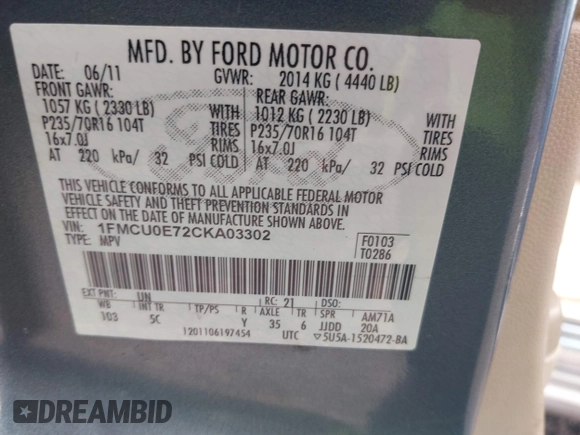 MFD. BY FORD MOTOR CO.
DATE: 06/11 GVWR: 2014 KG ( 4440 LB)
FRONT GAWR: REAR GAWR:
1057 KG ( 2330 LB) WITH 1012 KG ( 2230 LB) WITH
P235/70R16 104T TIRES P235/70R16 104T TIRES
16x7.0J RIMS 16x7.0J RIMS
AT 220 kPa/ 32 PSI COLD AT 220 kPa/ 32 PSI COLD
THIS VEHICLE CONFORMS TO ALL APPLICABLE FEDERAL MOTOR
VEHICLE SAFETY AND THEFT PREVENTION STANDARDS IN
EFFECT ON THE DATE OF MANUFACTURE SHOWN ABOVE.
VIN: 1FMCU0E72CKA03302 F0103
TYPE: MPV T0286
EXT PNT: UN RC: 21 DSO:
WB INT TR TP/PS R AXLE TR SPR AM71A
103 5C Y 35 6 JJDD 20A
1201106197454 UTC ▽5U5A-1520472-BA
DREAMBID